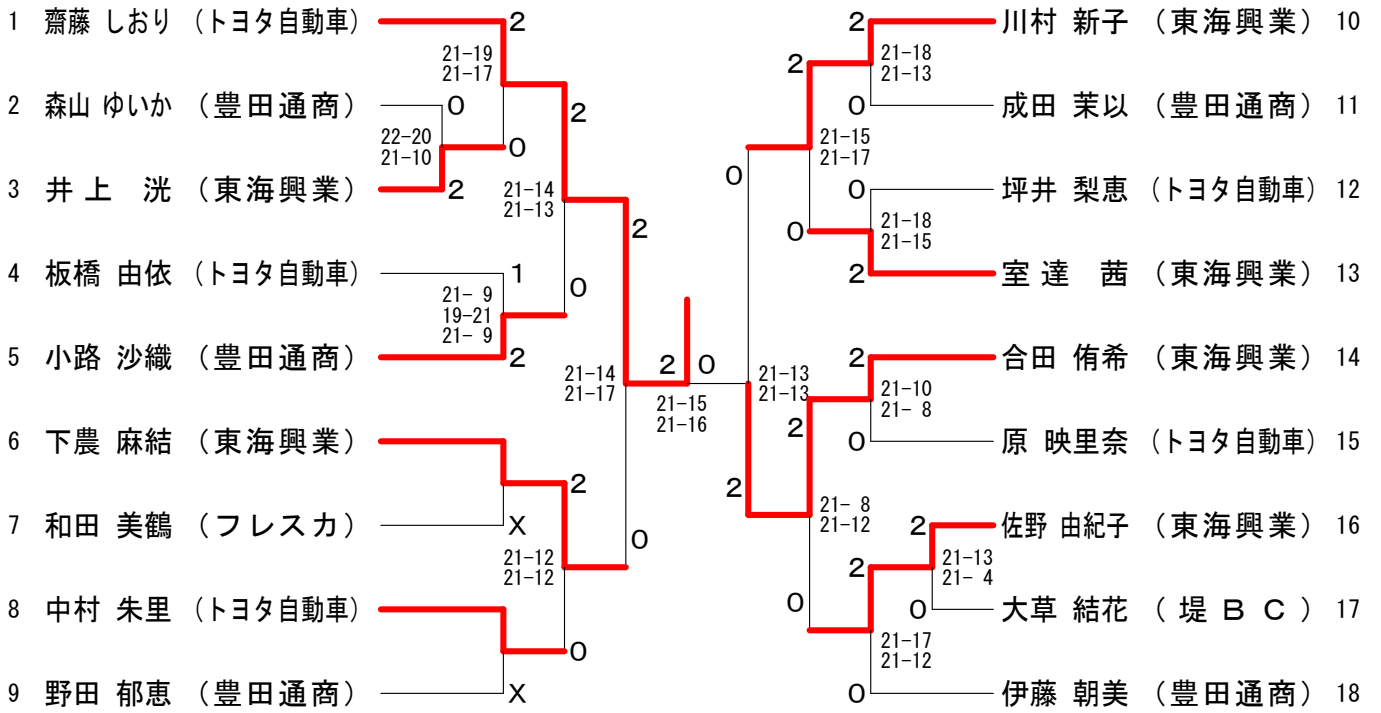 1 齋藤 しおり （トヨタ自動車） 2
21-19
21-17
2 森山 ゆいか （豊田通商） 0
2
22-20
21-10
0
3 井上 洸 （東海興業） 2
21-14
21-13
2
4 板橋 由依 （トヨタ自動車） 1
21- 9
19-21
21- 9
0
5 小路 沙織 （豊田通商） 2
21-14
21-17
2 0
21-15
21-16
6 下農 麻結 （東海興業）
2
7 和田 美鶴 （フレスカ） X
21-12
21-12
0
8 中村 朱里 （トヨタ自動車）
0
9 野田 郁恵 （豊田通商） X
2 川村 新子 （東海興業） 10
21-18
21-13
2
0 成田 茉以 （豊田通商） 11
21-15
21-17
0
0 坪井 梨恵 （トヨタ自動車） 12
21-18
21-15
0
2 室達 茜 （東海興業） 13
2 合田 侑希 （東海興業） 14
21-13
21-13
21-10
21- 8
2
0 原 映里奈 （トヨタ自動車） 15
2
21- 8
21-12
2 佐野 由紀子 （東海興業） 16
21-13
21- 4
2
0 大草 結花 （堤ＢＣ） 17
0
21-17
21-12
0 伊藤 朝美 （豊田通商） 18